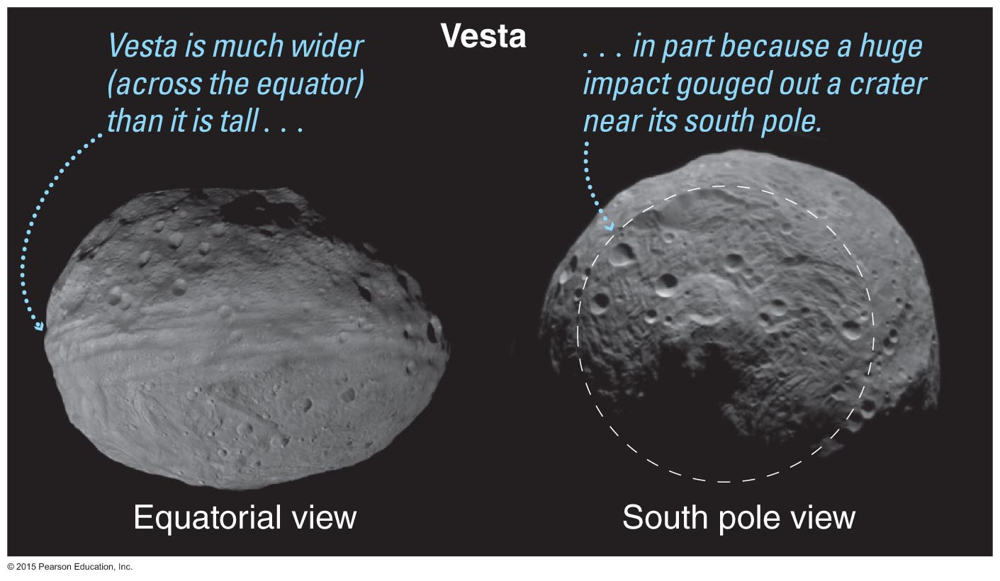 Vesta
Vesta is much wider
(across the equator)
than it is tall . . .
. . . in part because a huge
impact gouged out a crater
near its south pole.
Equatorial view
South pole view
© 2015 Pearson Education, Inc.